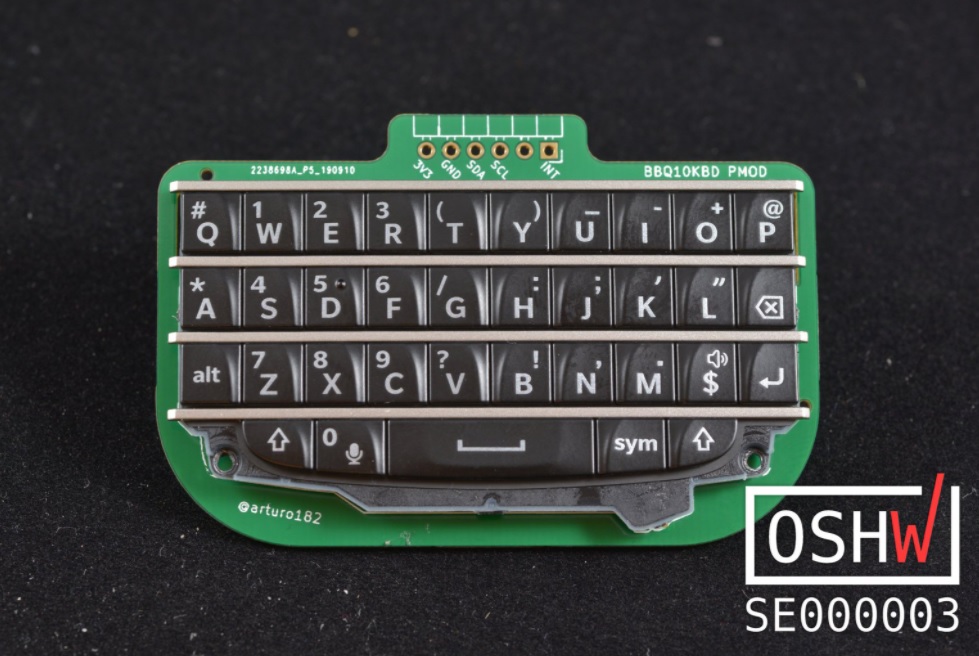 3V3 GND SDA SCL INT
2238698A_P5_190910
BBQ10KBD PMOD
# 1 2 3 ( ) _ - + @
Q W E R T Y U I O P
* 4 5 6 / : ; ' "
A S D F G H J K L
7 8 9 ? ! , .
alt Z X C V B N M $
0 sym
@arturo182
OSHW
SE000003